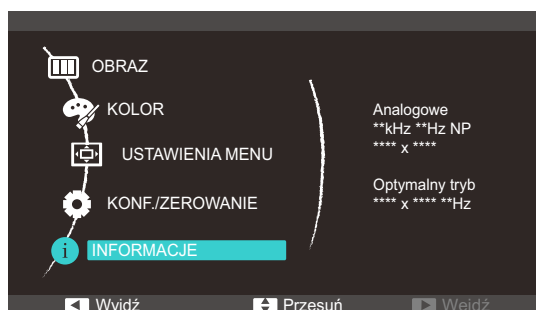 OBRAZ
KOLOR
USTAWIENIA MENU
KONF./ZEROWANIE
i INFORMACJE
Analogowe
**kHz **Hz NP
**** x ****
Optymalny tryb
**** x **** **Hz
Wyjdź
Przesuń
Wejdź